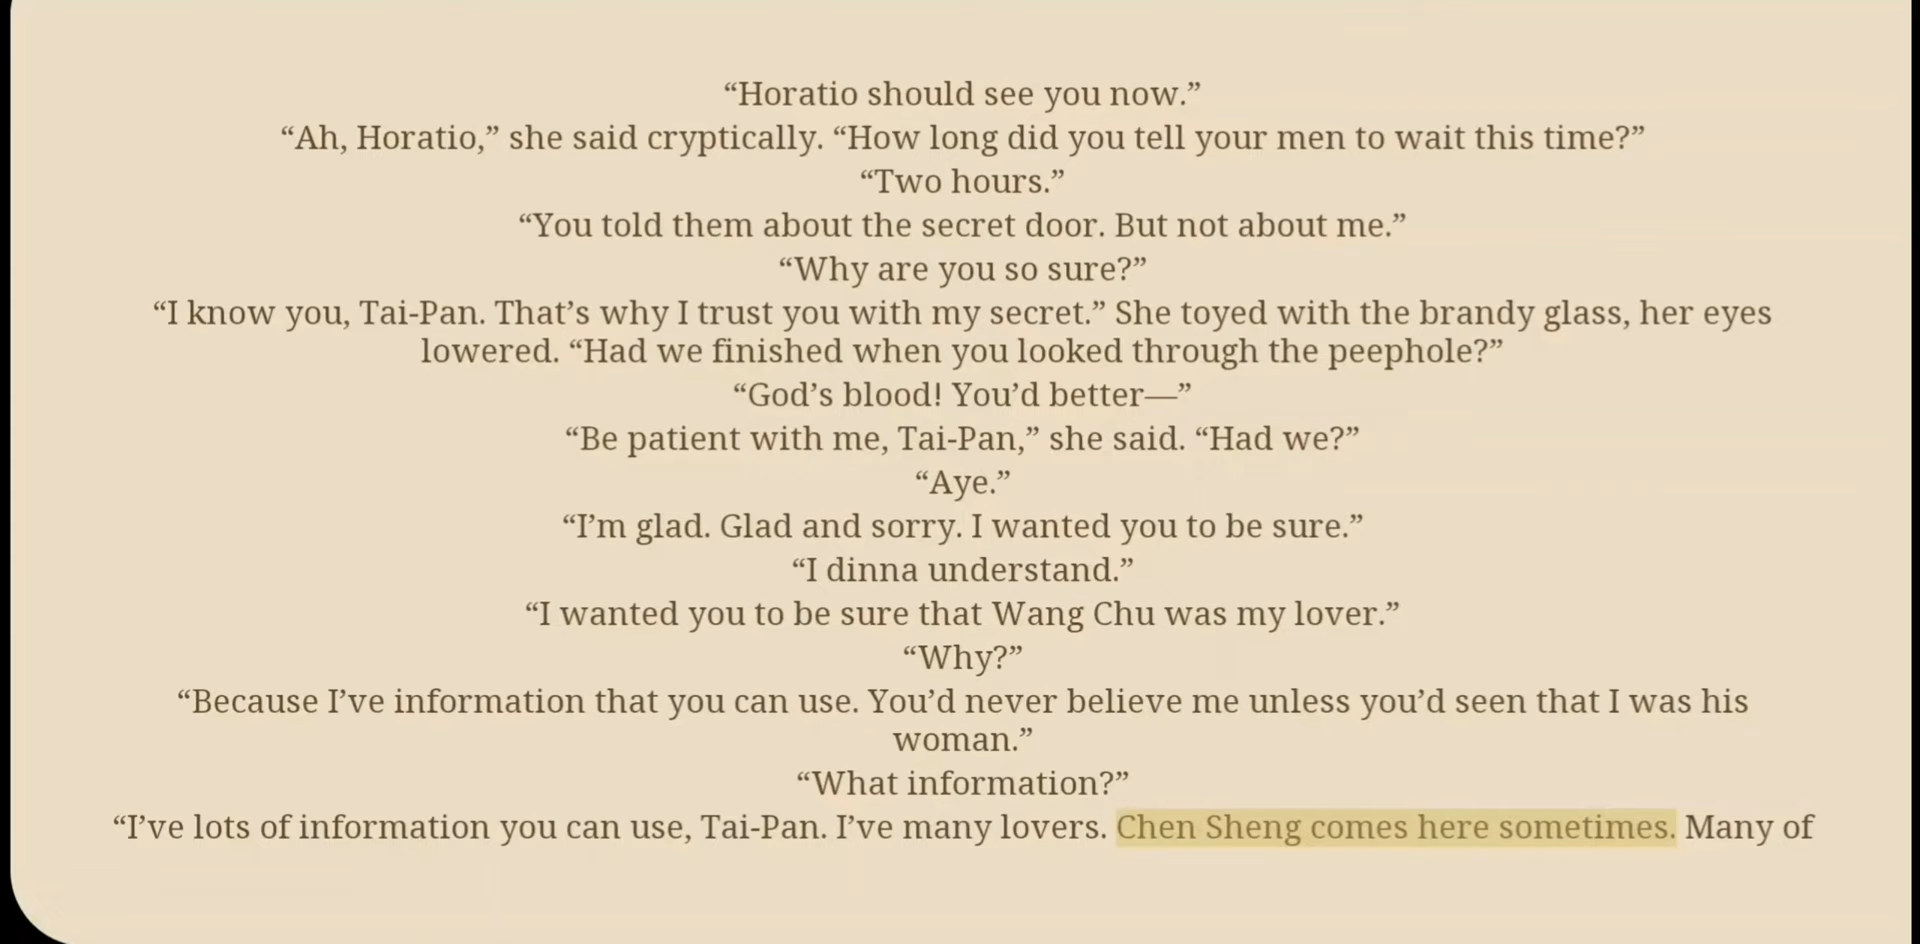 “Horatio should see you now.”
“Ah, Horatio,” she said cryptically. “How long did you tell your men to wait this time?”
“Two hours.”
“You told them about the secret door. But not about me.”
“Why are you so sure?”
“I know you, Tai-Pan. That’s why I trust you with my secret.” She toyed with the brandy glass, her eyes
lowered. “Had we finished when you looked through the peephole?”
“God’s blood! You’d better—”
“Be patient with me, Tai-Pan,” she said. “Had we?”
“Aye.”
“I’m glad. Glad and sorry. I wanted you to be sure.”
“I dinna understand.”
“I wanted you to be sure that Wang Chu was my lover.”
“Why?”
“Because I’ve information that you can use. You’d never believe me unless you’d seen that I was his
woman.”
“What information?”
“I’ve lots of information you can use, Tai-Pan. I’ve many lovers. Chen Sheng comes here sometimes. Many of